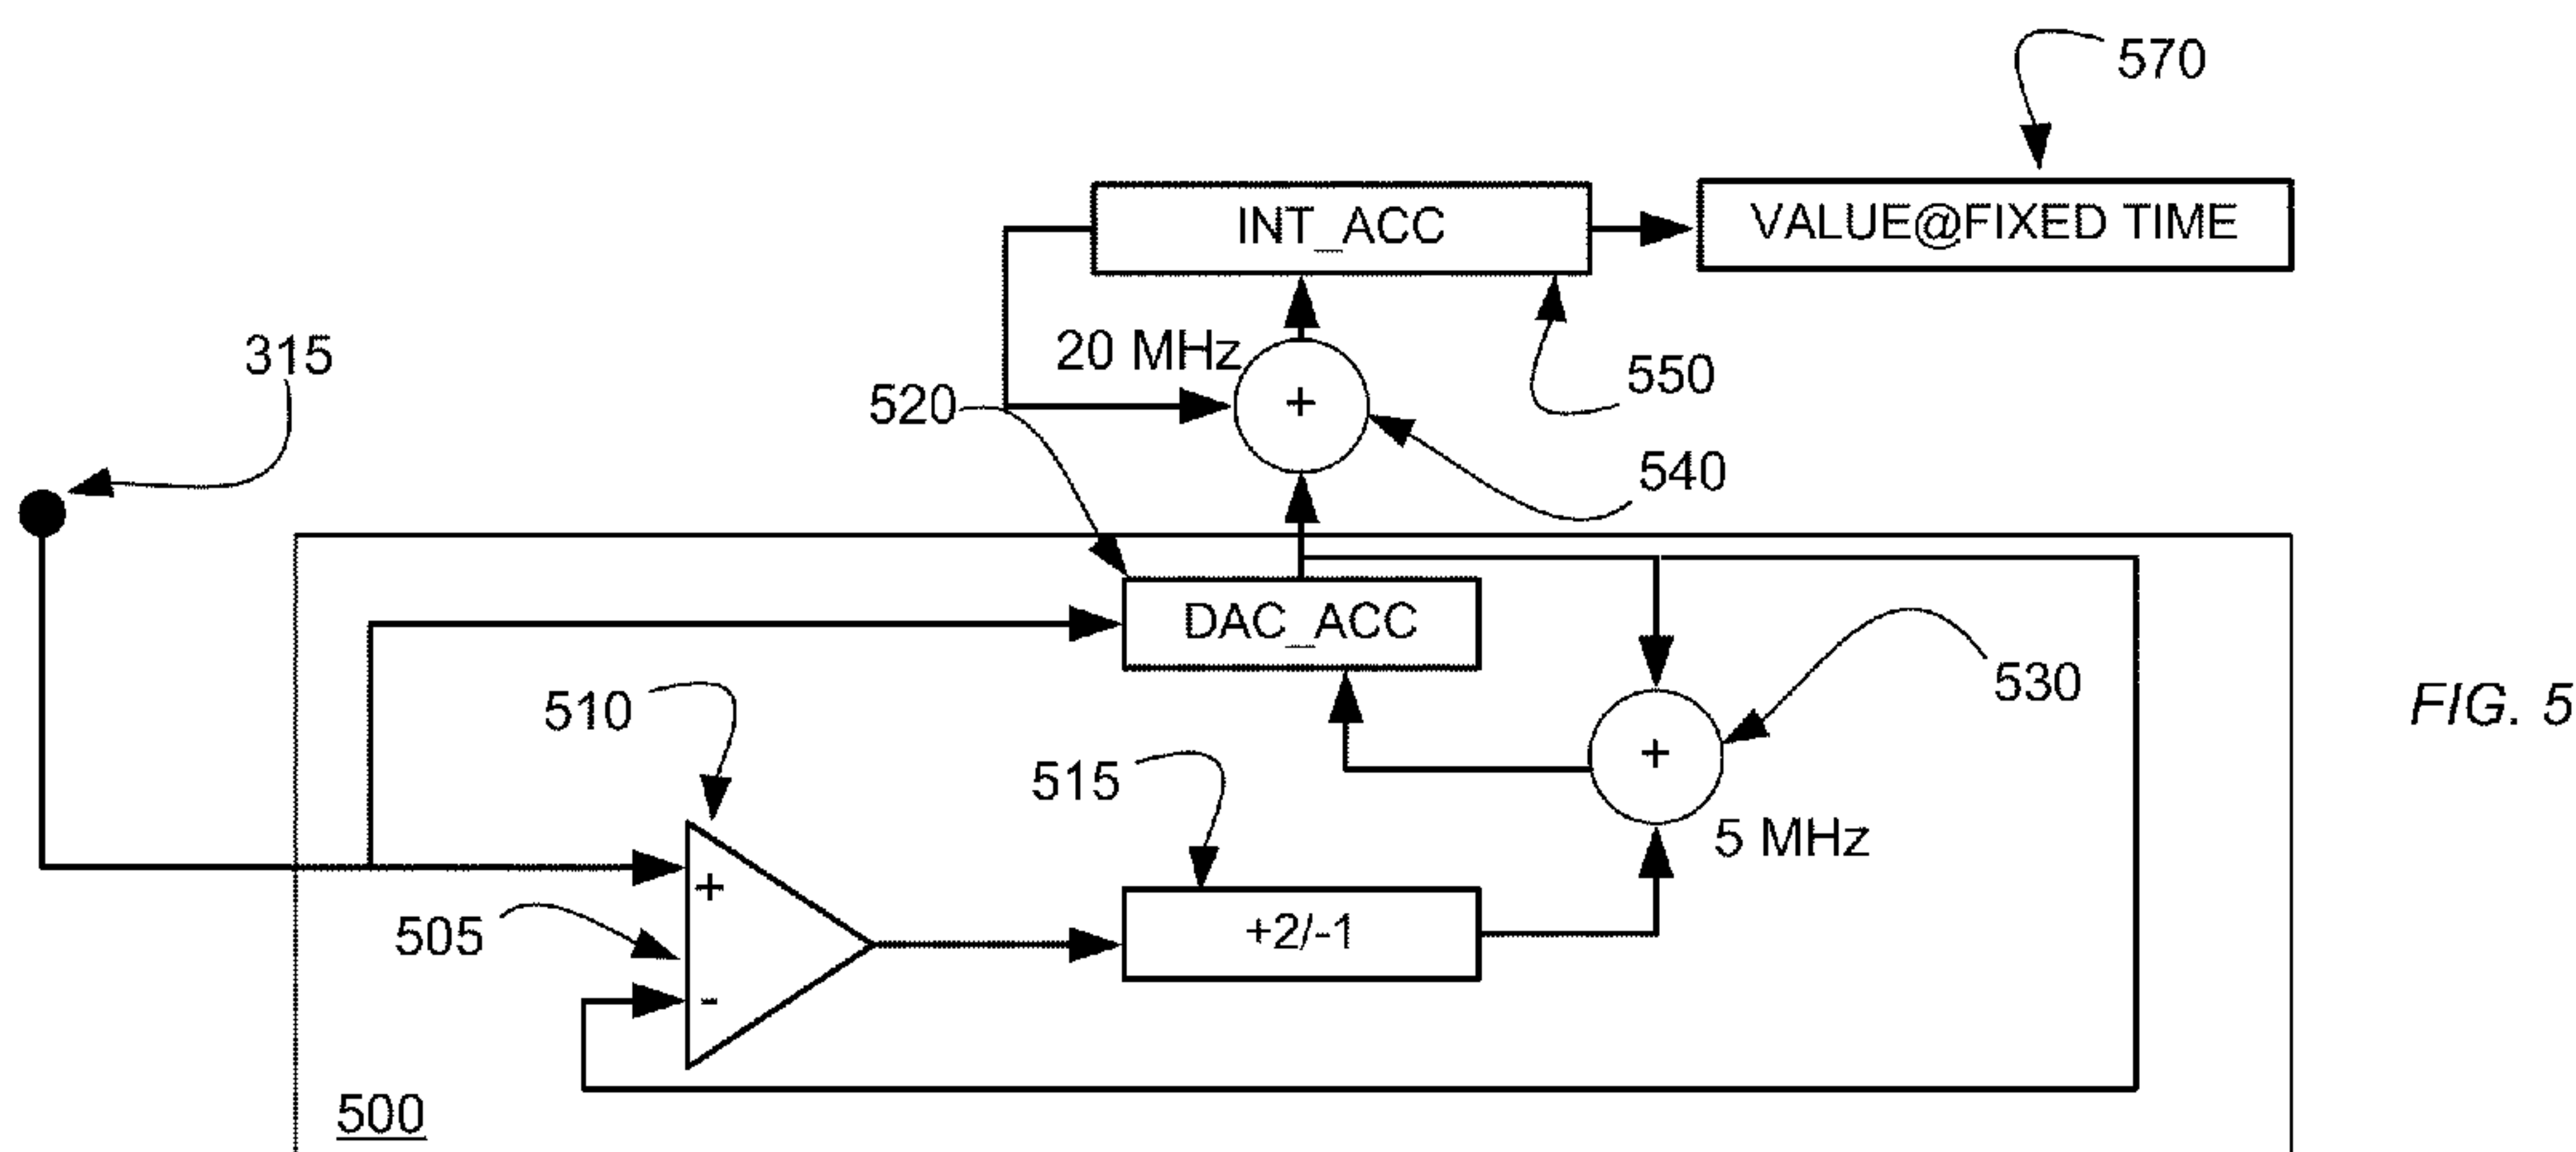 570
INT_ACC
VALUE@FIXED TIME
315
20 MHz
550
520
+
540
DAC_ACC
510
530
FIG. 5
515
+
5 MHz
+
505
+2/-1
-
500